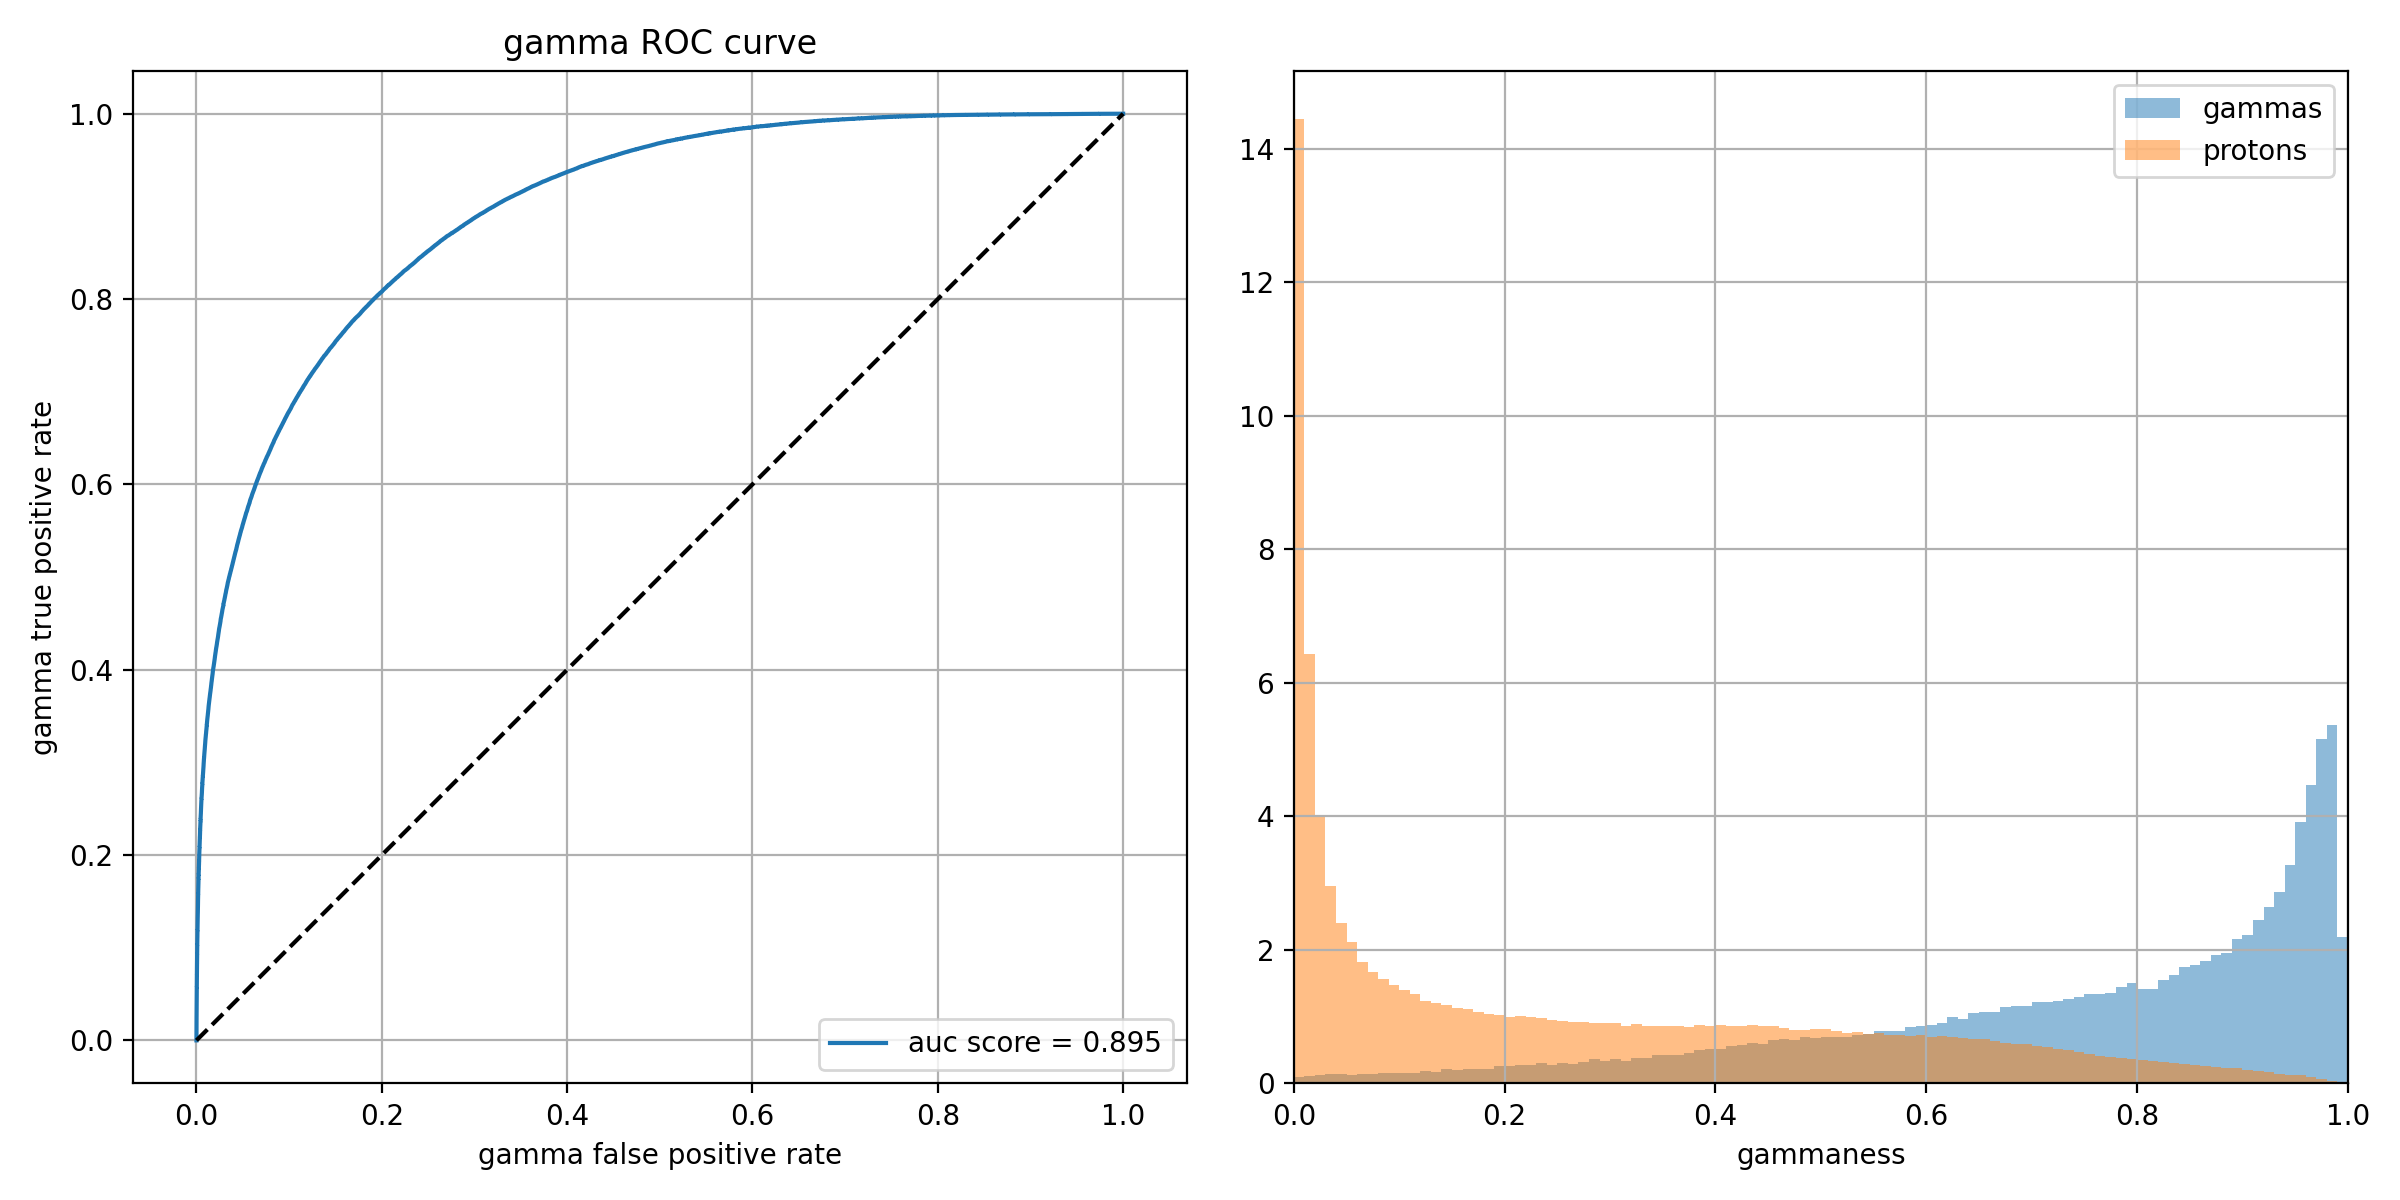 gamma ROC curve
gamma true positive rate
1.0
0.8
0.6
0.4
0.2
0.0
0.0 0.2 0.4 0.6 0.8 1.0
gamma false positive rate
auc score = 0.895
gammas
protons
14
12
10
8
6
4
2
0
0.0 0.2 0.4 0.6 0.8 1.0
gammaness